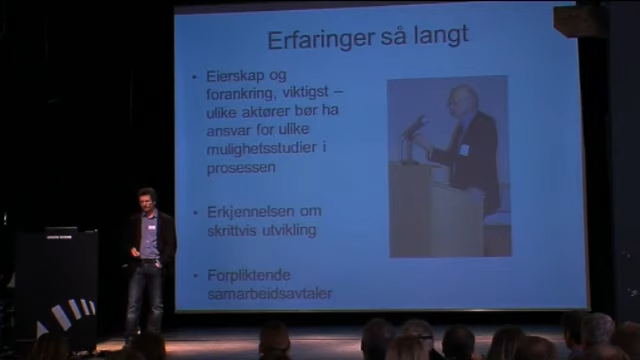 Erfaringer så langt
• Eierskap og
forankring, viktigst –
ulike aktører bør ha
ansvar for ulike
mulighetsstudier i
prosessen
• Erkjennelsen om
skrittvis utvikling
• Forpliktende
samarbeidsavtaler